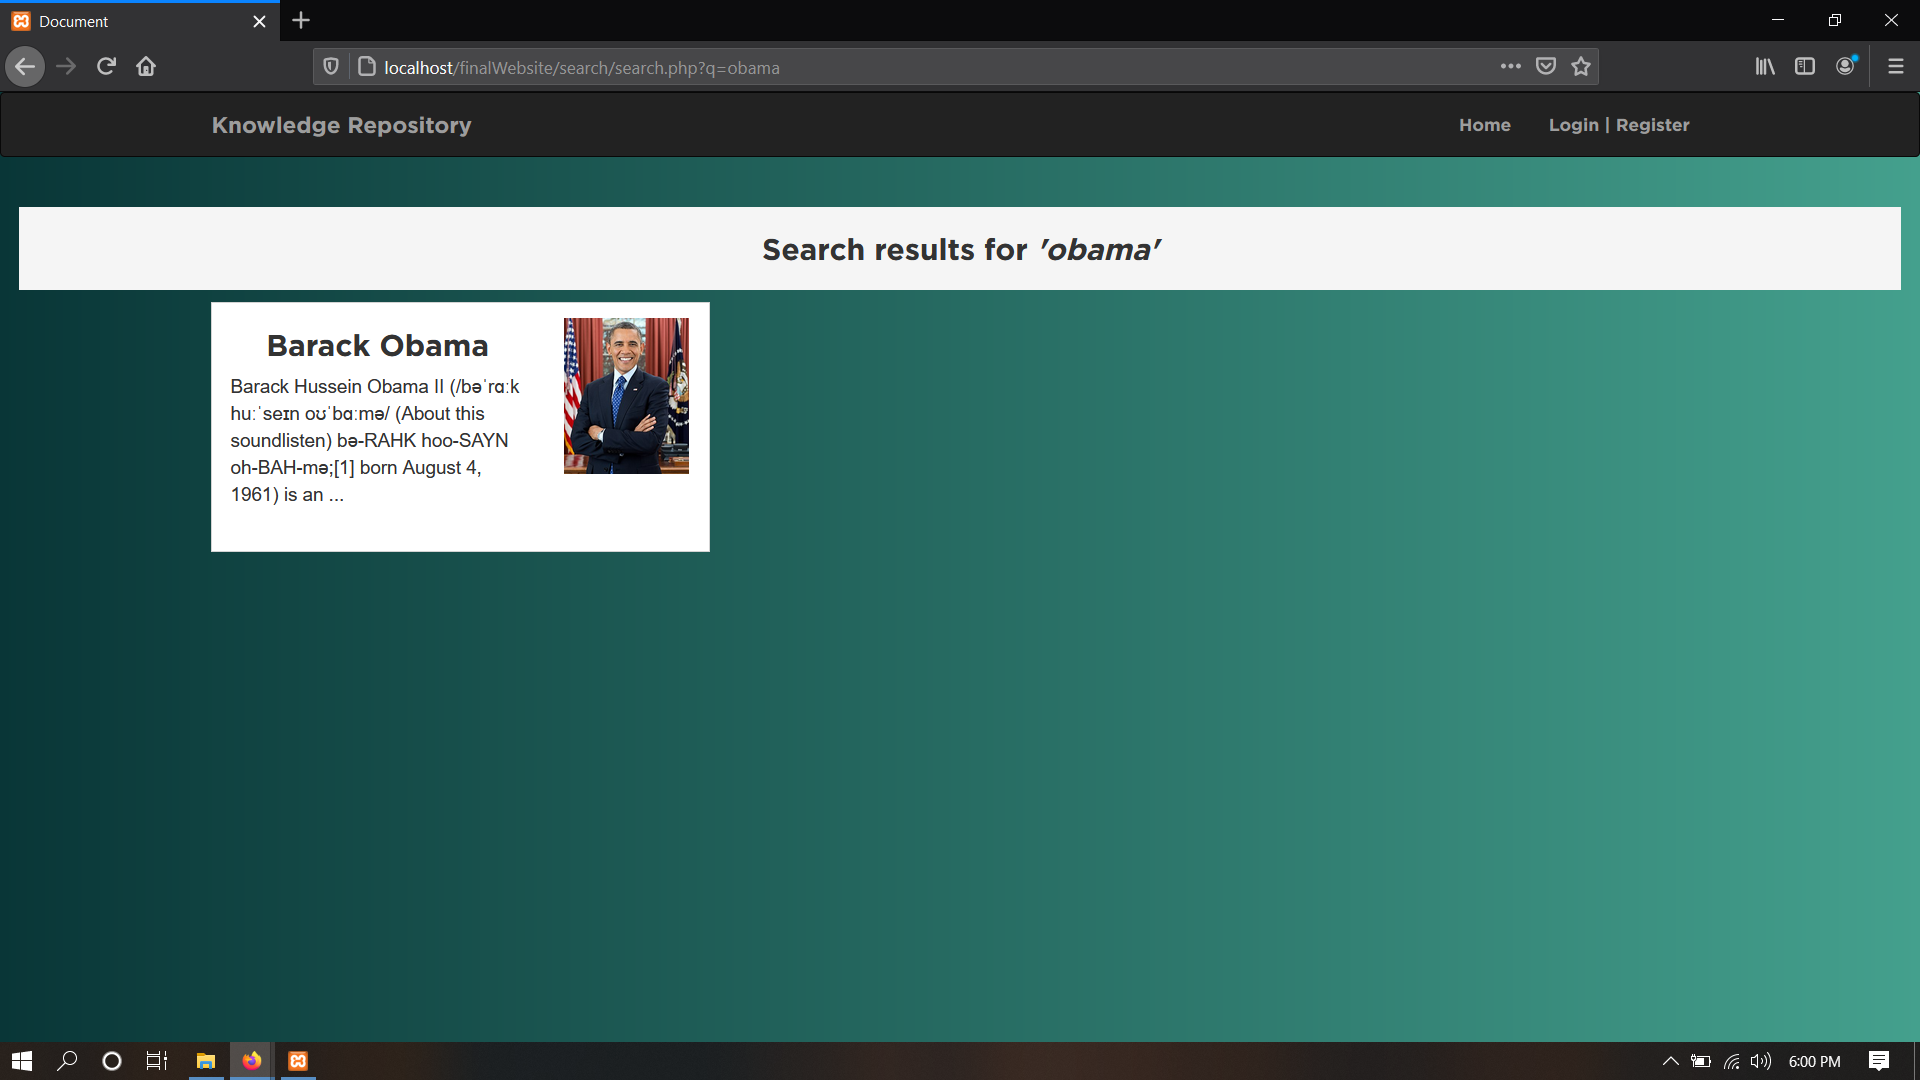 Document
localhost/finalWebsite/search/search.php?q=obama
Knowledge Repository
Home
Login | Register
Search results for 'obama'
Barack Obama
Barack Hussein Obama II (/bəˈrɑːk
huːˈseɪn oʊˈbɑːmə/ (About this
soundlisten) bə-RAHK hoo-SAYN
oh-BAH-mə;[1] born August 4,
1961) is an ...
6:00 PM